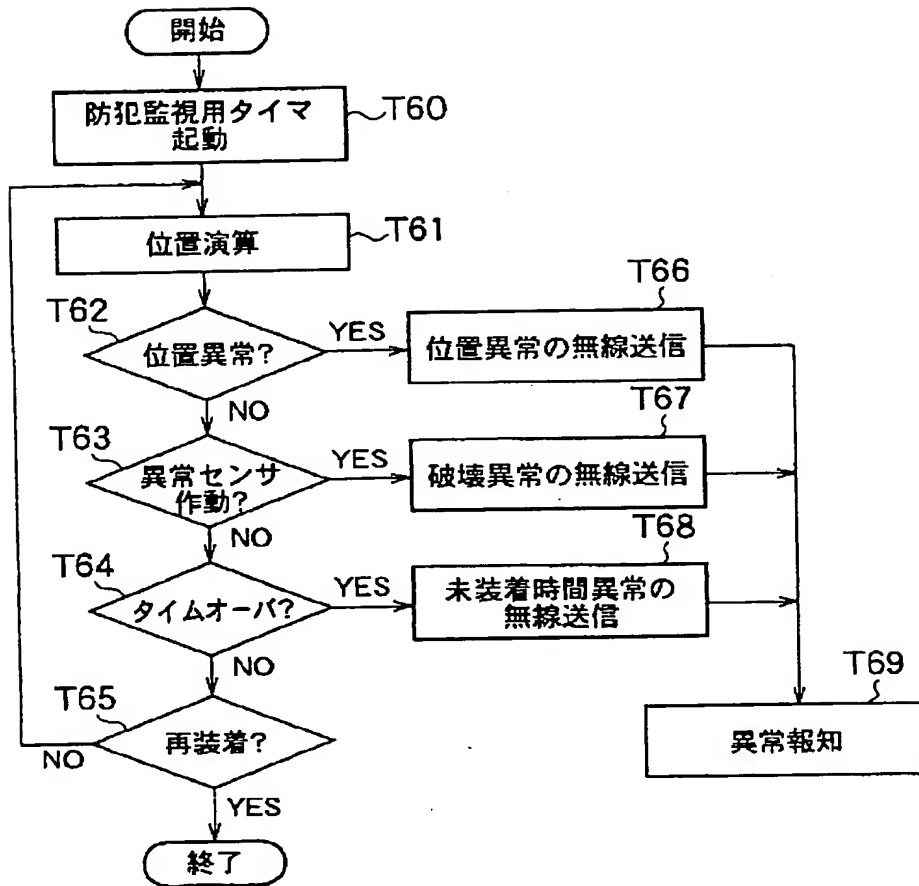 開始
防犯監視用タイマ
起動
T60
位置演算
T61
T62
位置異常?
YES
NO
T66
位置異常の無線送信
T63
異常センサ
作動?
YES
NO
T67
破壊異常の無線送信
T64
タイムオーバ?
YES
NO
T68
未装着時間異常の
無線送信
T65
再装着?
NO
YES
T69
異常報知
終了